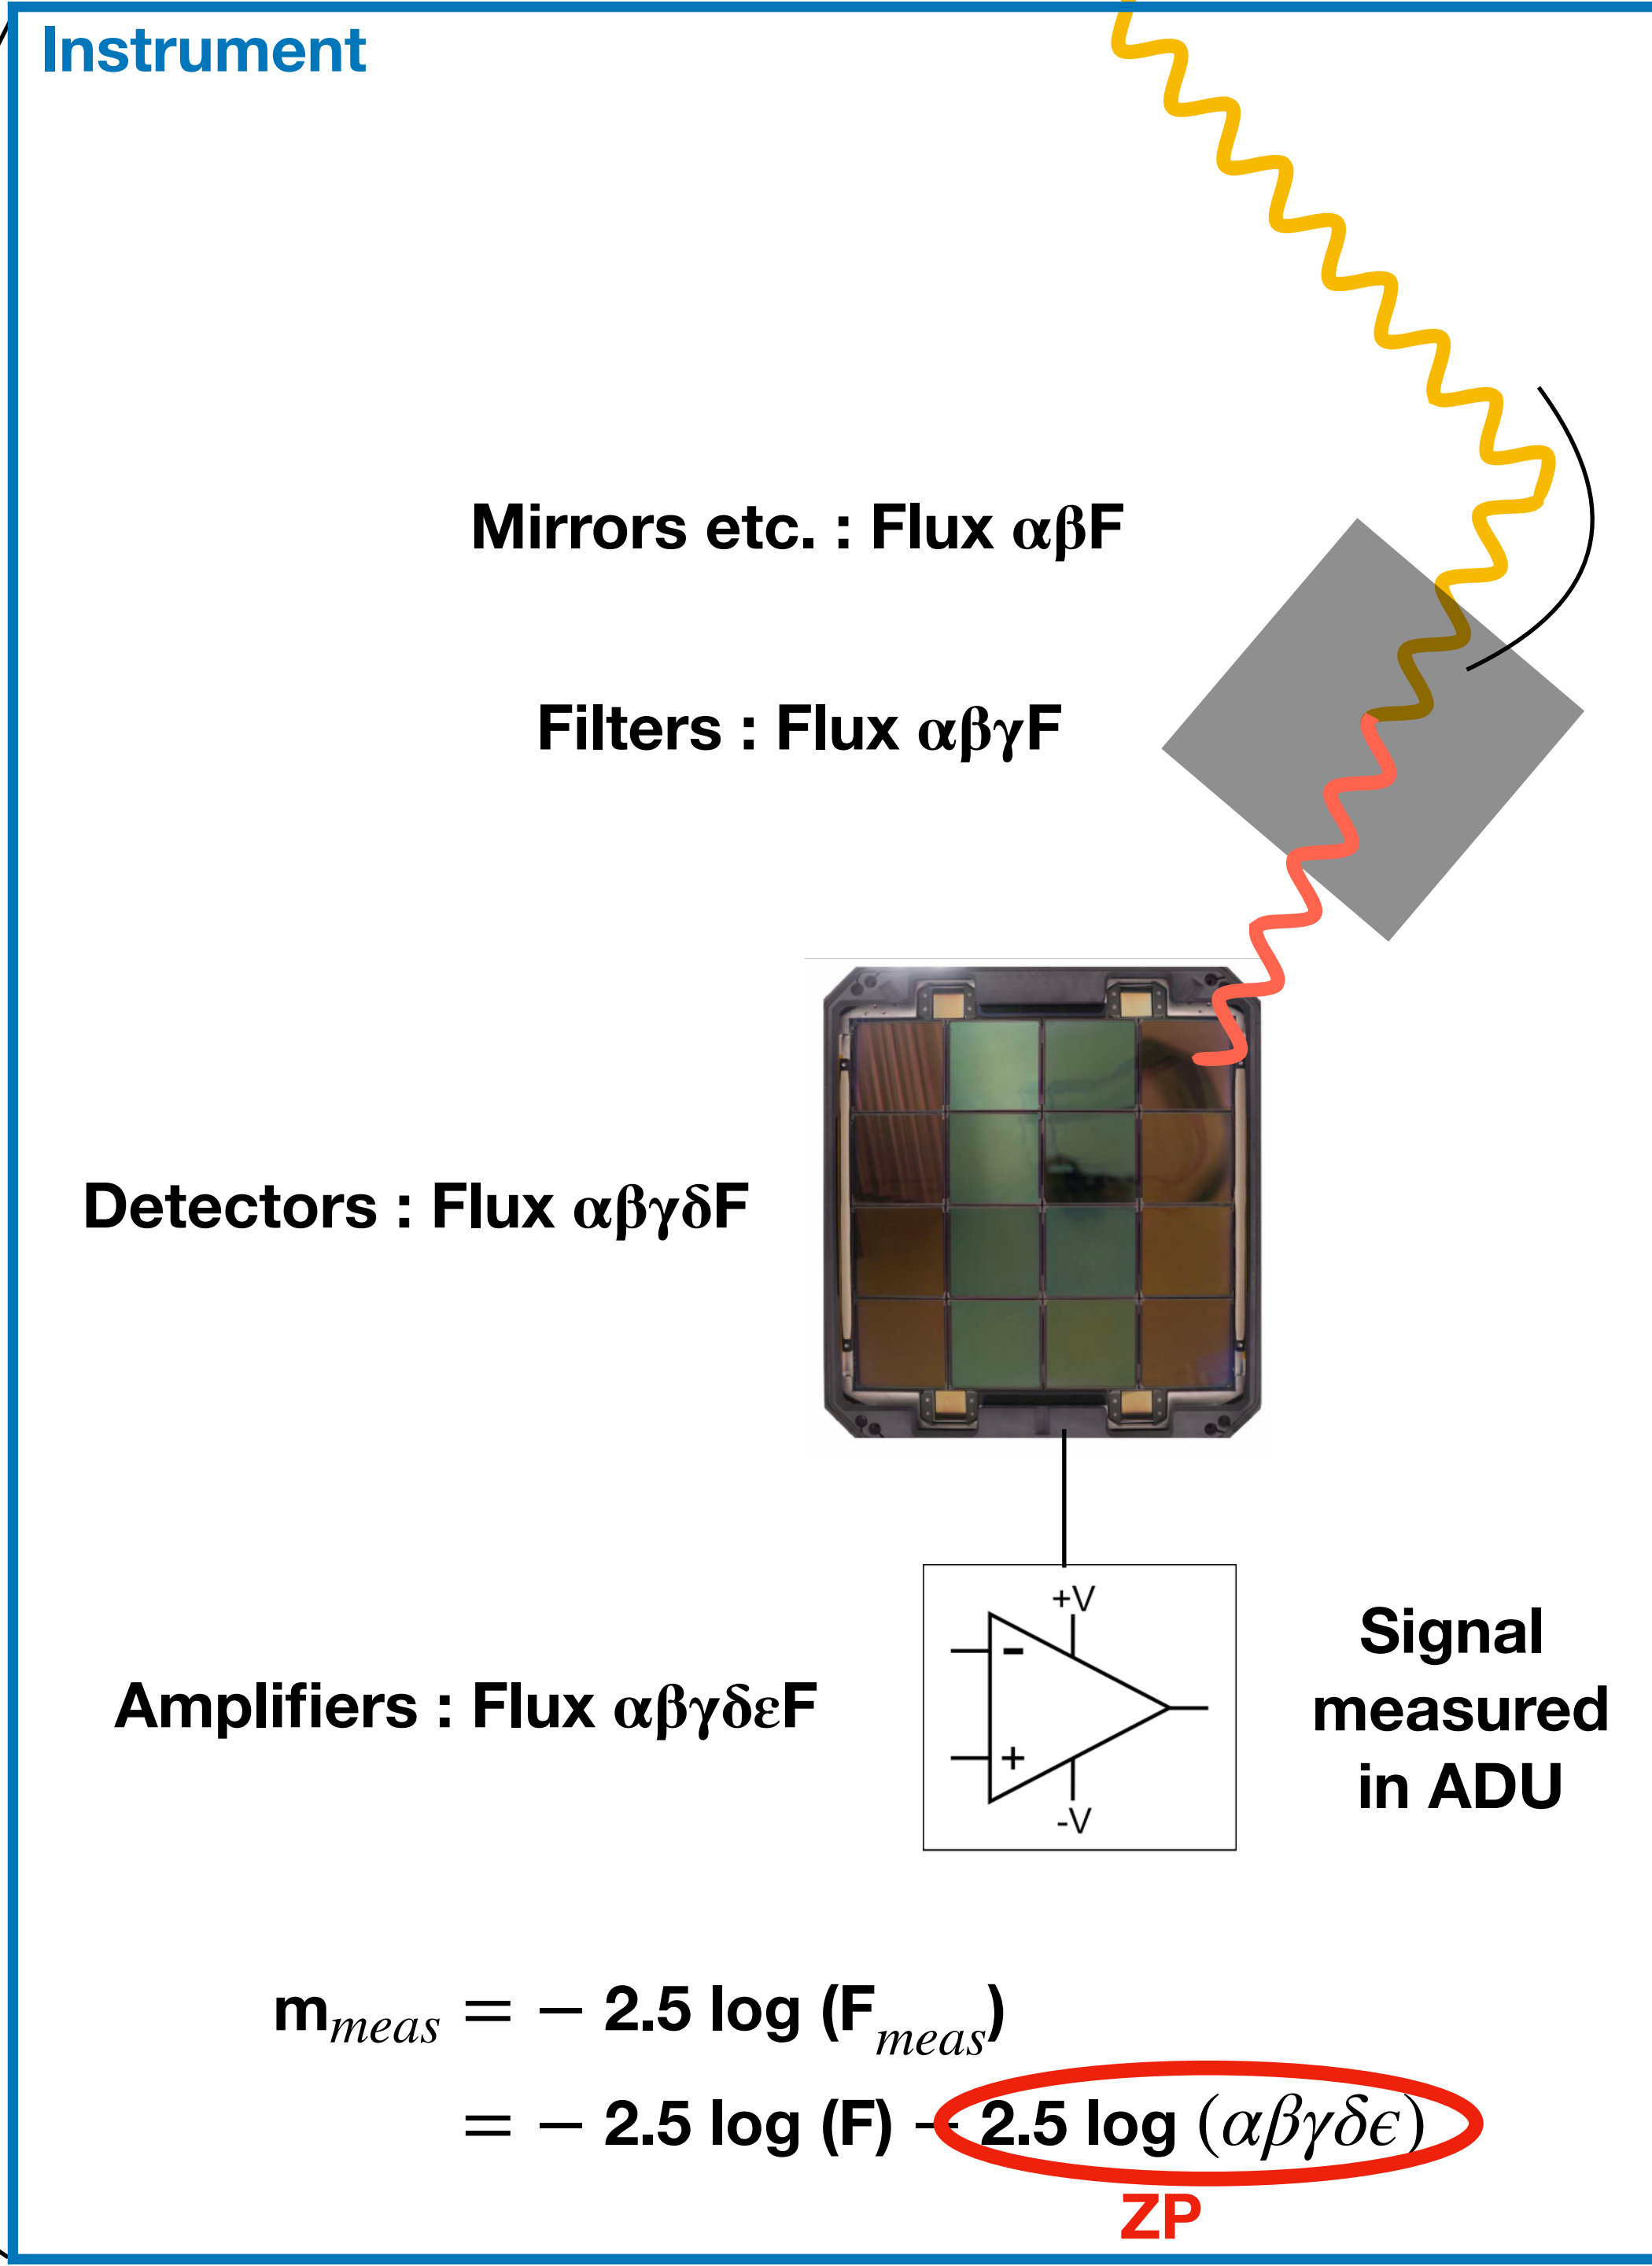 Instrument
Mirrors etc. : Flux αβF
Filters : Flux αβγF
Detectors : Flux αβγδF
+V
-
+
-V
Amplifiers : Flux αβγδεF
Signal
measured
in ADU
m_meas = − 2.5 log (F_meas)
= − 2.5 log (F) − 2.5 log (αβγδϵ)
ZP